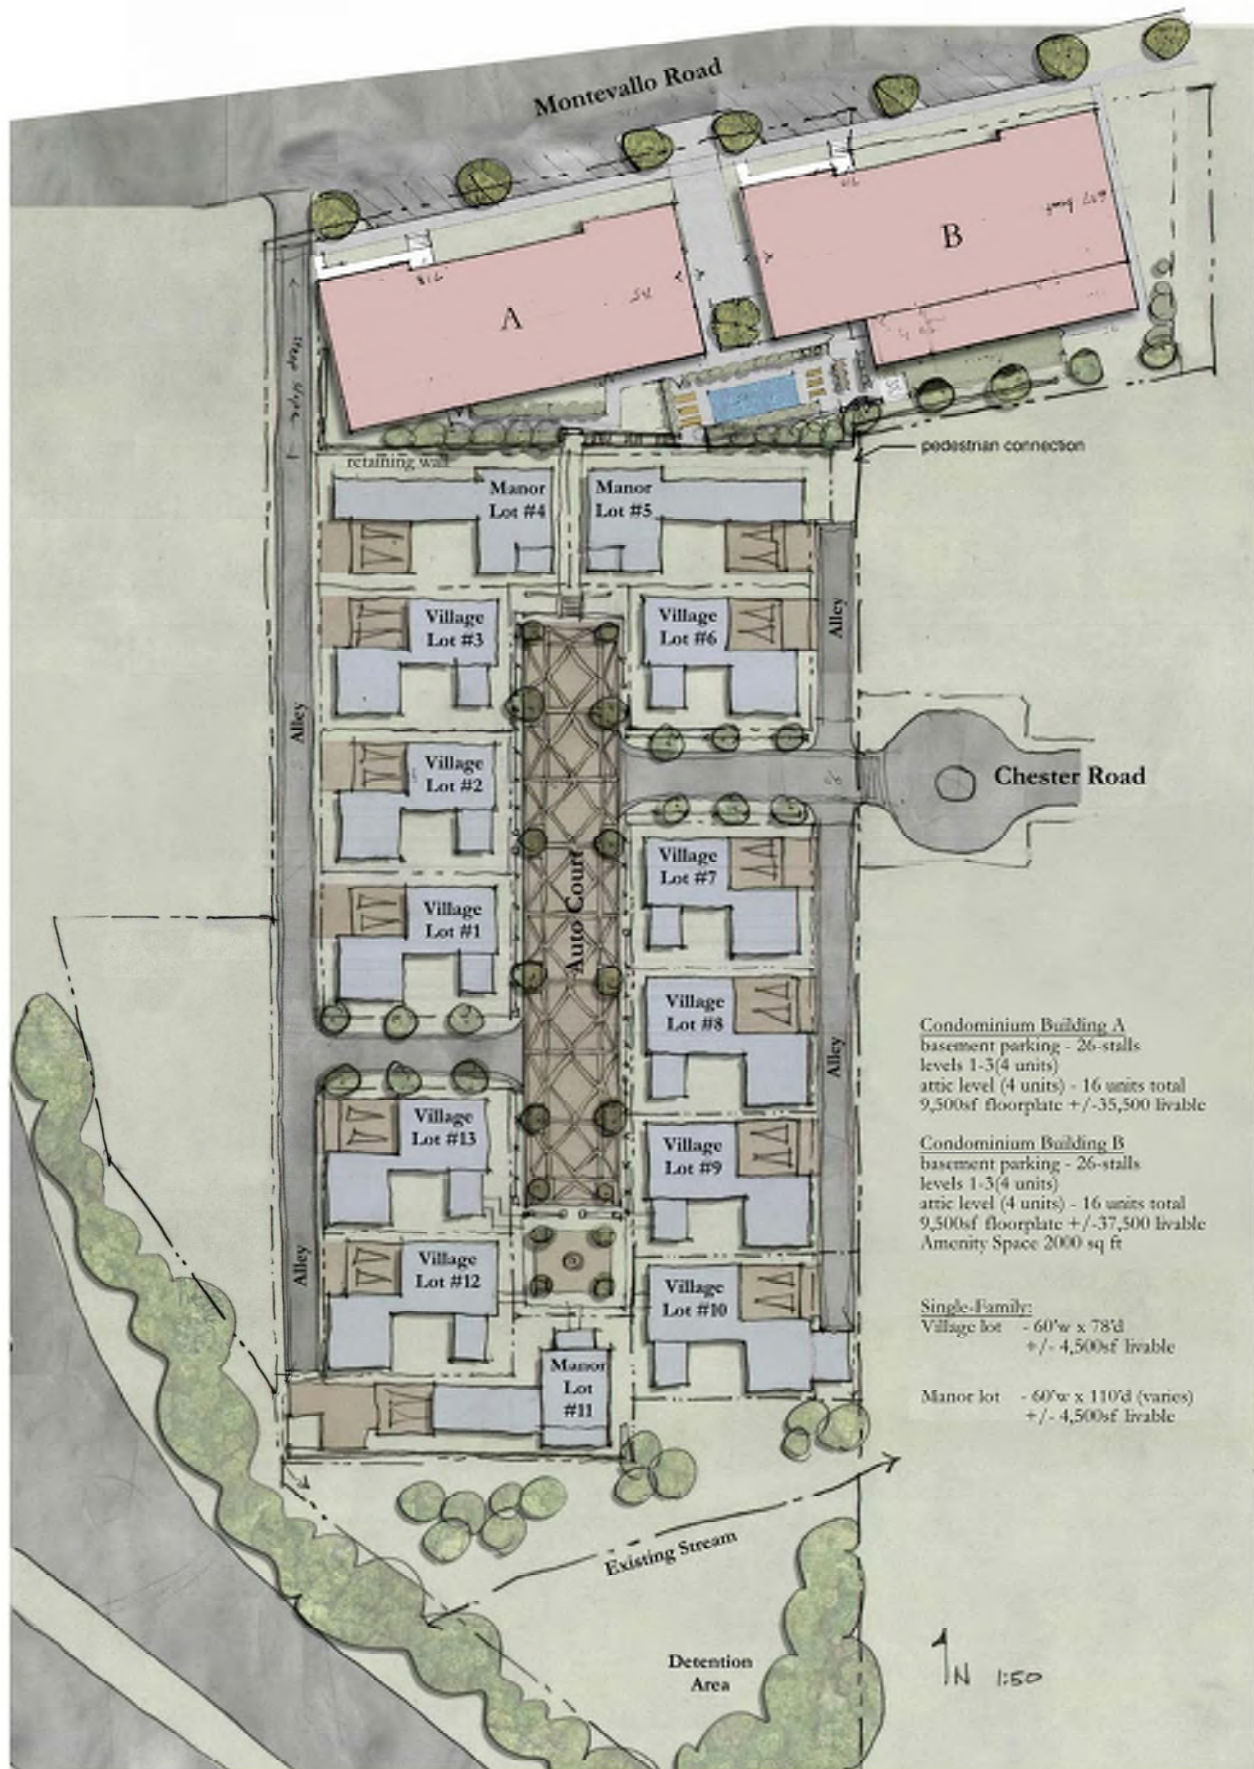 Montevallo Road
B
718
A
718
steep slope
pedestrian connection
retaining wall
Manor
Lot #4
Manor
Lot #5
Village
Lot #3
Village
Lot #6
Alley
Alley
Village
Lot #2
Chester Road
Village
Lot #7
Village
Lot #1
Auto Court
Village
Lot #8
Alley
Village
Lot #13
Village
Lot #9
Village
Lot #12
Alley
Village
Lot #10
Manor
Lot
#11
Condominium Building A
basement parking - 26-stalls
levels 1-3(4 units)
attic level (4 units) - 16 units total
9,500sf floorplate +/-35,500 livable
Condominium Building B
basement parking - 26-stalls
levels 1-3(4 units)
attic level (4 units) - 16 units total
9,500sf floorplate +/-37,500 livable
Amenity Space 2000 sq ft
Single-Family:
Village lot - 60'w x 78'd
+/- 4,500sf livable
Manor lot - 60'w x 110'd (varies)
+/- 4,500sf livable
Existing Stream
Detention
Area
N 1:50